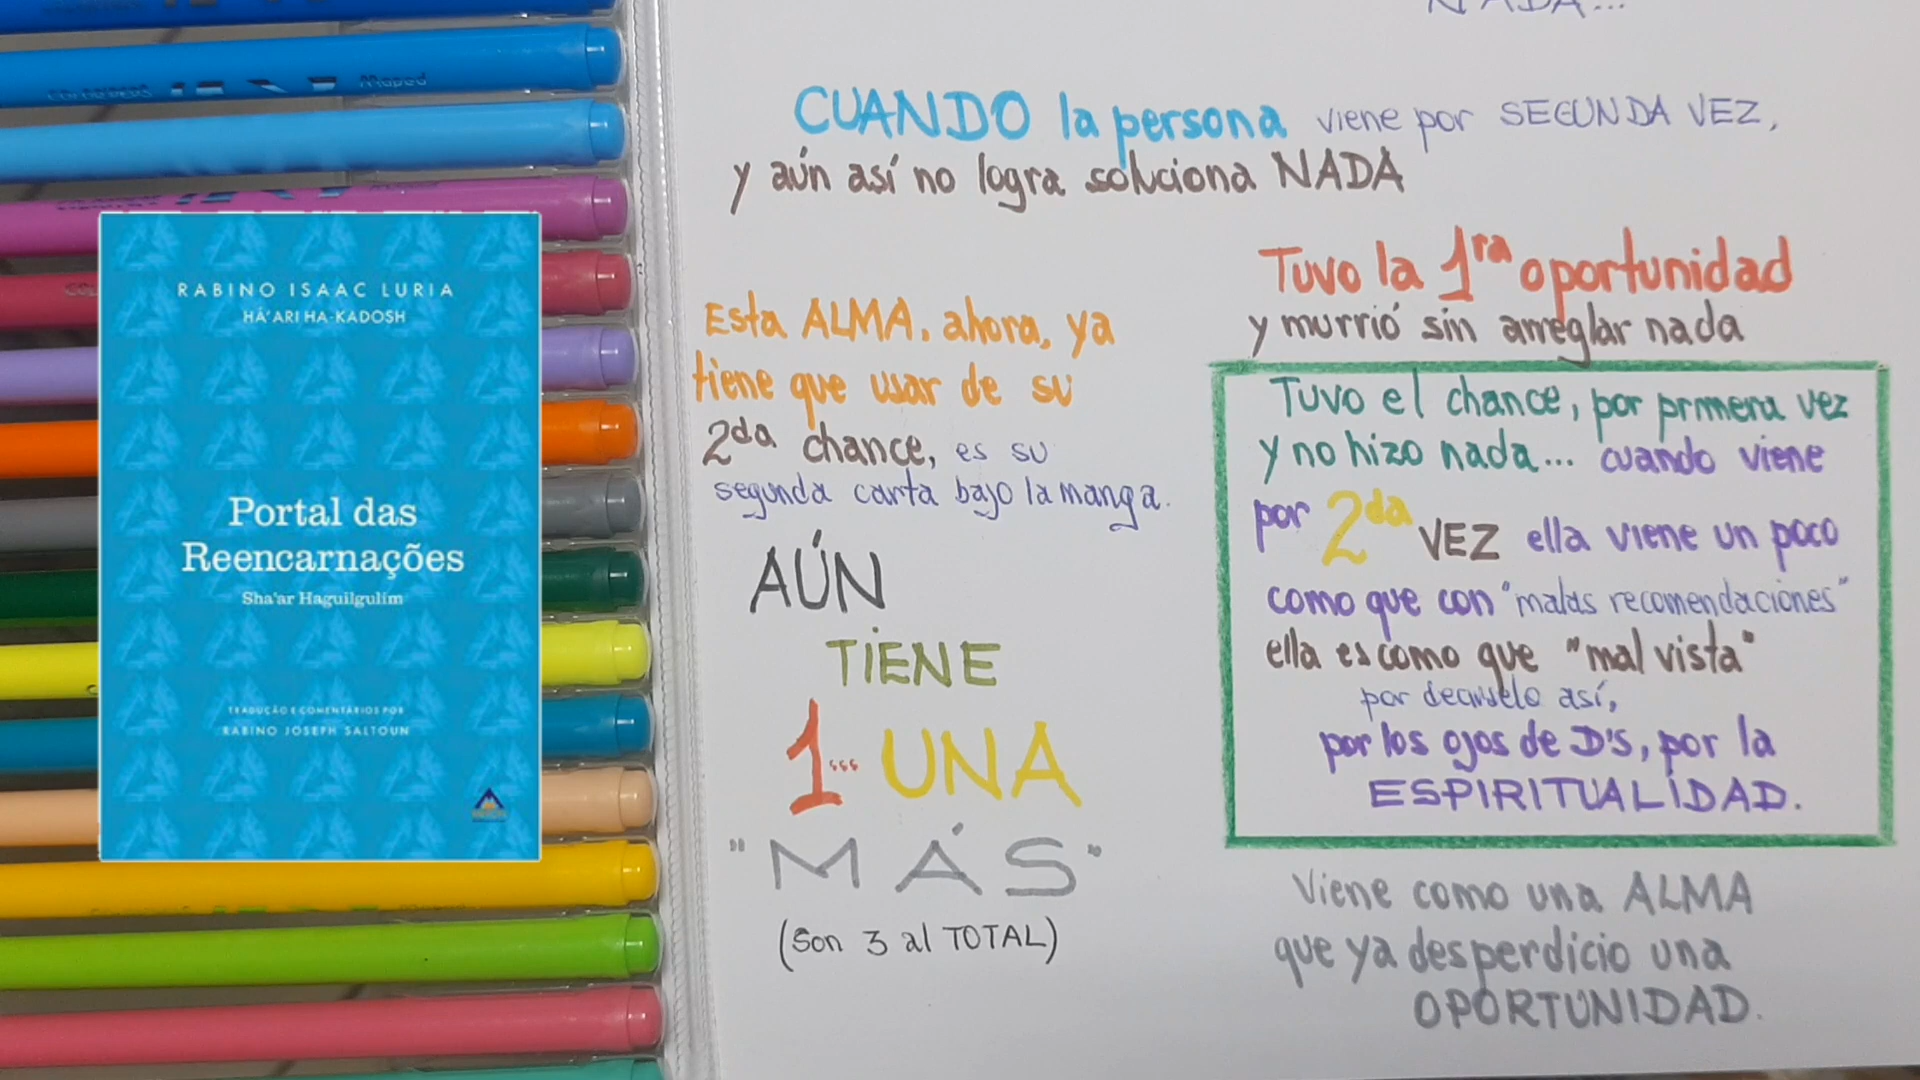 Maped
RABINO ISAAC LURIA
HÁ'ARI HA-KADOSH
Portal das
Reencarnações
Sha'ar Haguilgulim
TRADUÇÃO E COMENTÁRIOS POR
RABINO JOSEPH SALTOUN
NADA...
CUANDO la persona viene por SEGUNDA VEZ,
y aún así no logra soluciona NADA
Esta ALMA, ahora, ya
tiene que usar de su
2da chance, es su
segunda carta bajo la manga.
AÚN
TIENE
1... UNA
"MÁS"
(Son 3 al TOTAL)
Tuvo la 1ra oportunidad
y murrió sin arreglar nada
Tuvo el chance, por primera vez
y no hizo nada... cuando viene
por 2da VEZ ella viene un poco
como que con "malas recomendaciones"
ella es como que "mal vista"
por decirselo así,
por los ojos de D'S, por la
ESPIRITUALIDAD.
Viene como una ALMA
que ya desperdicio una
OPORTUNIDAD.